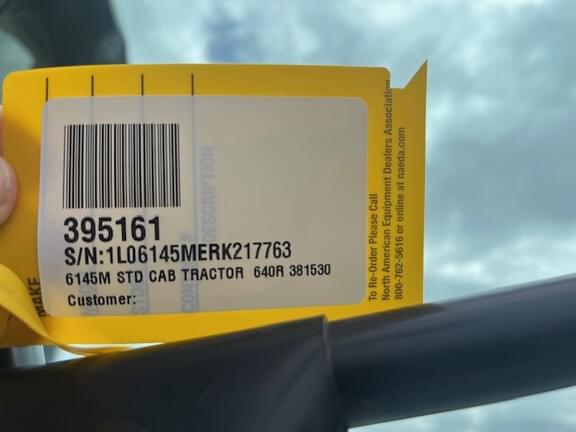 395161
S/N:1L06145MERK217763
6145M STD CAB TRACTOR 640R 381530
Customer:
MAKE
DESCRIPTION
To Re-Order Please Call
North American Equipment Dealers Association
800-762-5616 or online at naeda.com